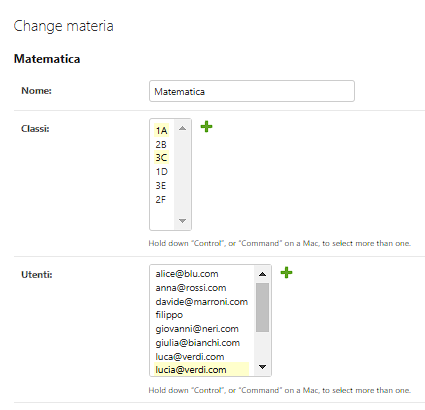 Change materia
Matematica
Nome:
Matematica
Classi:
1A
2B
3C
1D
3E
2F
Hold down "Control", or "Command" on a Mac, to select more than one.
Utenti:
alice@blu.com
anna@rossi.com
davide@marroni.com
filippo
giovanni@neri.com
giulia@bianchi.com
luca@verdi.com
lucia@verdi.com
Hold down "Control", or "Command" on a Mac, to select more than one.